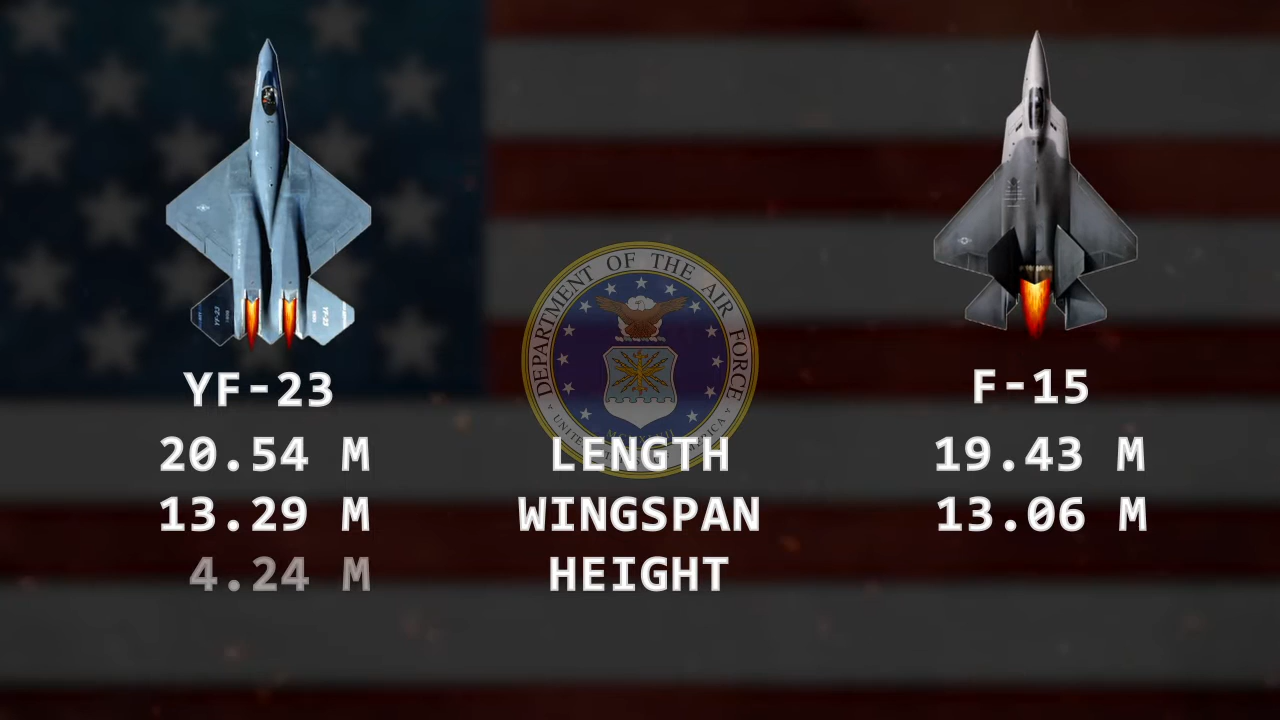 DEPARTMENT OF THE AIR FORCE
YF-23
F-15
20.54 M LENGTH 19.43 M
13.29 M WINGSPAN 13.06 M
4.24 M HEIGHT